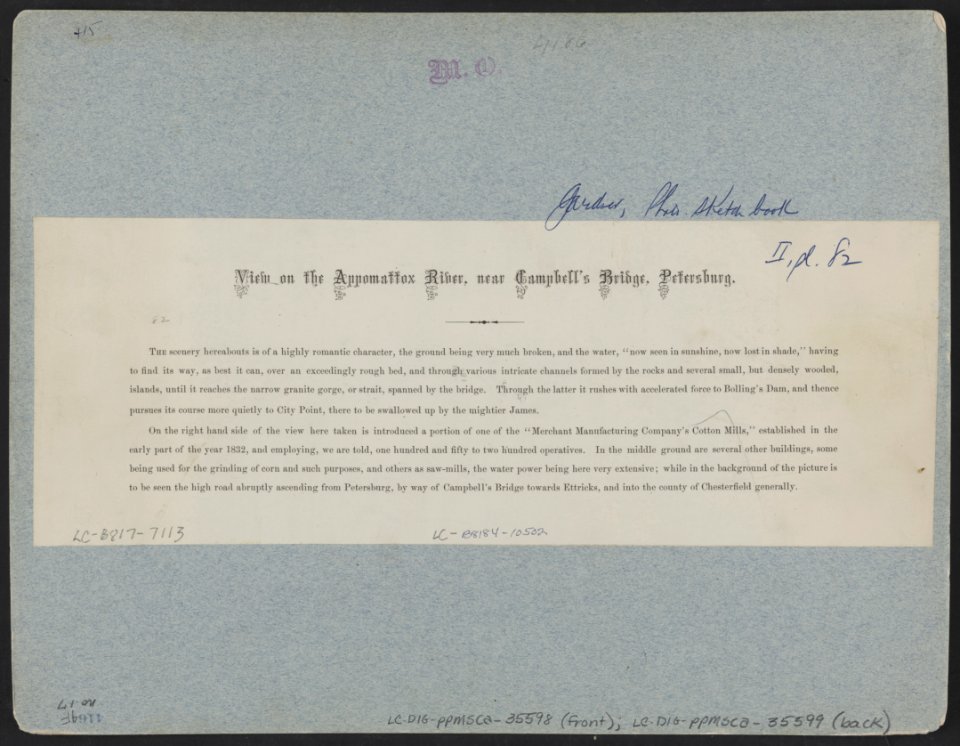 415
4166
M. O.
Gardner, Phot. sketch book
II, pl. 82
View on the Appomattox River, near Campbell's Bridge, Petersburg.
82
THE scenery hereabouts is of a highly romantic character, the ground being very much broken, and the water, "now seen in sunshine, now lost in shade," having
to find its way, as best it can, over an exceedingly rough bed, and through various intricate channels formed by the rocks and several small, but densely wooded,
islands, until it reaches the narrow granite gorge, or strait, spanned by the bridge. Through the latter it rushes with accelerated force to Bolling's Dam, and thence
pursues its course more quietly to City Point, there to be swallowed up by the mightier James.
On the right hand side of the view here taken is introduced a portion of one of the "Merchant Manufacturing Company's Cotton Mills," established in the
early part of the year 1832, and employing, we are told, one hundred and fifty to two hundred operatives. In the middle ground are several other buildings, some
being used for the grinding of corn and such purposes, and others as saw-mills, the water power being here very extensive; while in the background of the picture is
to be seen the high road abruptly ascending from Petersburg, by way of Campbell's Bridge towards Ettricks, and into the county of Chesterfield generally.
LC-B817-7113
LC-B8184-10502
LC-DIG-ppmsca-35598 (front); LC-DIG-ppmsca-35599 (back)